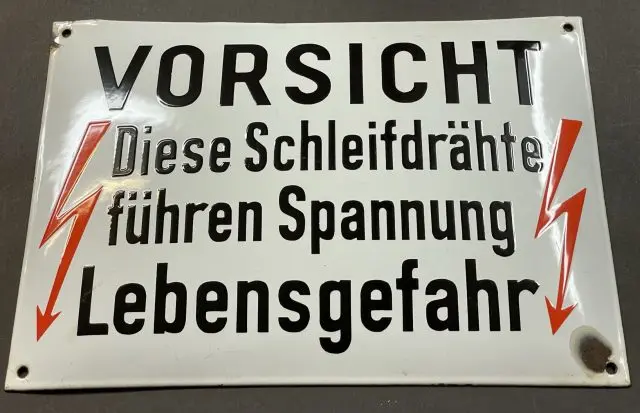 VORSICHT
Diese Schleifdrähte
führen Spannung
Lebensgefahr